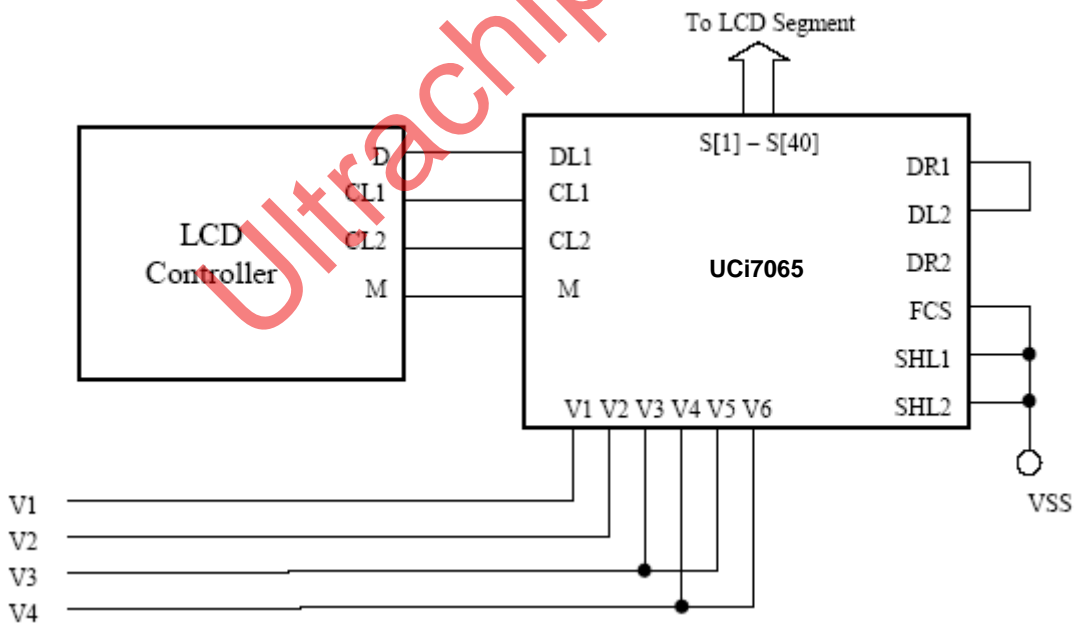 To LCD Segment
Ultrachip
LCD
Controller
D
CL1
CL2
M
S[1] – S[40]
DL1
CL1
CL2
M
UCi7065
DR1
DL2
DR2
FCS
SHL1
SHL2
V1 V2 V3 V4 V5 V6
VSS
V1
V2
V3
V4